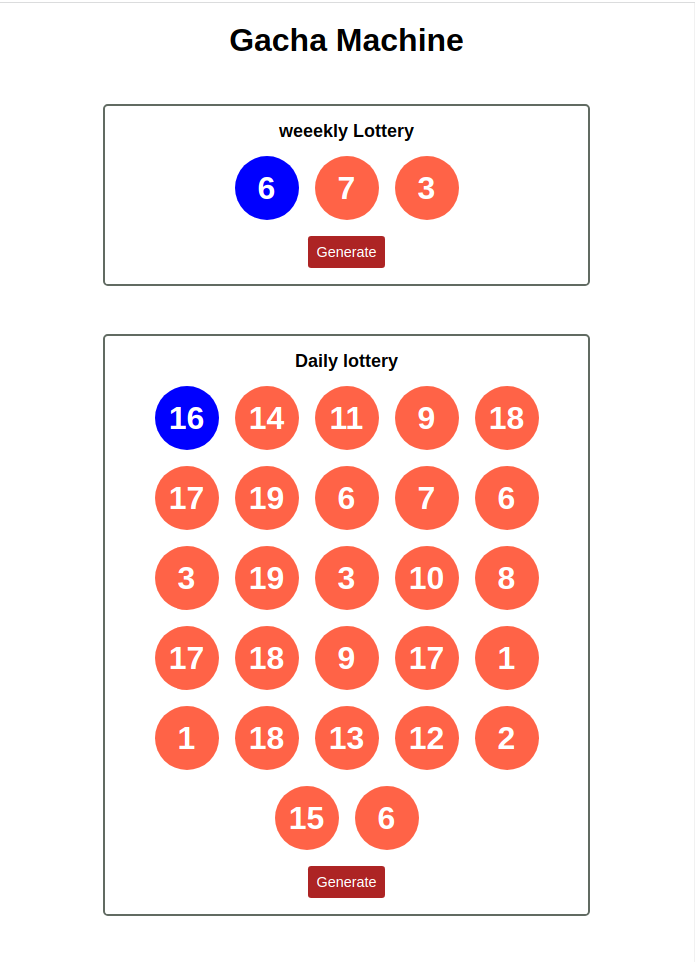 Gacha Machine
weeekly Lottery
6 7 3
Generate
Daily lottery
16 14 11 9 18
17 19 6 7 6
3 19 3 10 8
17 18 9 17 1
1 18 13 12 2
15 6
Generate